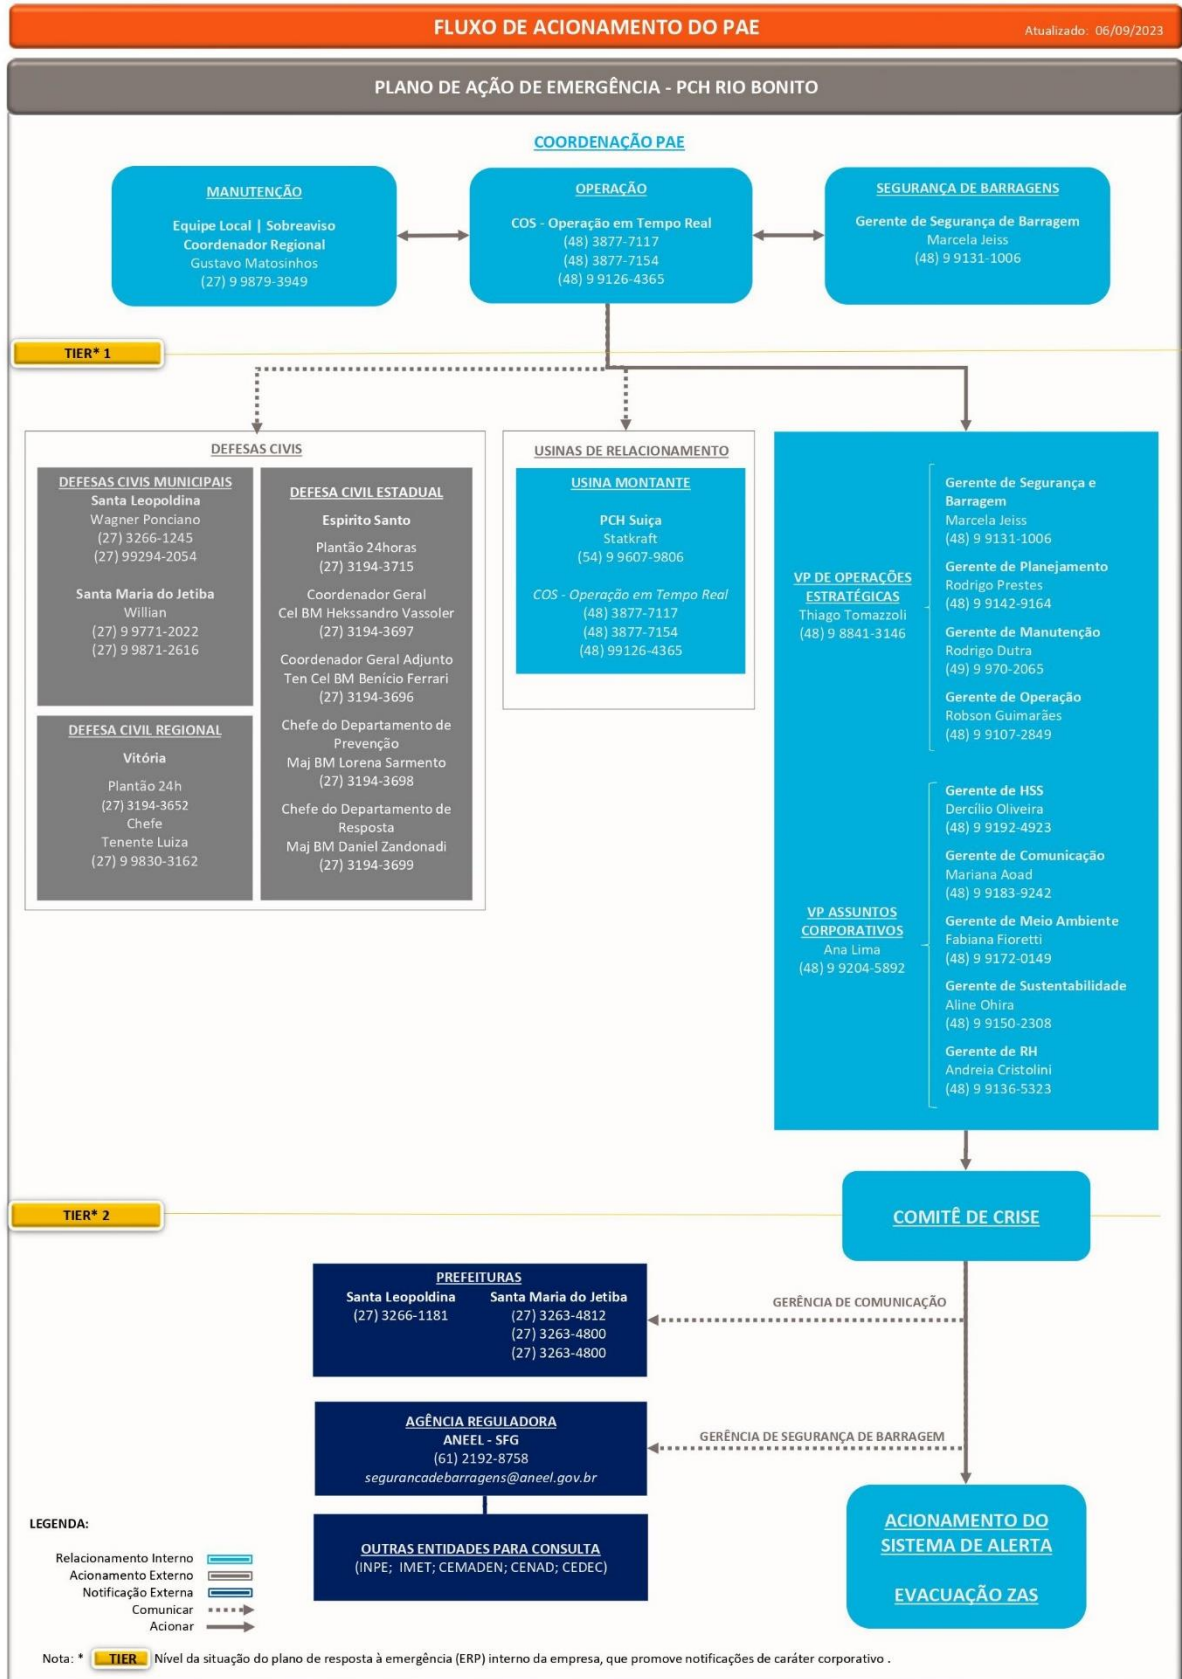 FLUXO DE ACIONAMENTO DO PAE
Atualizado: 06/09/2023
PLANO DE AÇÃO DE EMERGÊNCIA - PCH RIO BONITO
COORDENAÇÃO PAE
MANUTENÇÃO
Equipe Local | Sobreaviso
Coordenador Regional
Gustavo Matosinhos
(27) 9 9879-3949
OPERAÇÃO
COS - Operação em Tempo Real
(48) 3877-7117
(48) 3877-7154
(48) 9 9126-4365
SEGURANÇA DE BARRAGENS
Gerente de Segurança de Barragem
Marcela Jeiss
(48) 9 9131-1006
TIER* 1
DEFESAS CIVIS
DEFESAS CIVIS MUNICIPAIS
Santa Leopoldina
Wagner Ponciano
(27) 3266-1245
(27) 99294-2054
Santa Maria do Jetiba
Willian
(27) 9 9771-2022
(27) 9 9871-2616
DEFESA CIVIL REGIONAL
Vitória
Plantão 24h
(27) 3194-3652
Chefe
Tenente Luiza
(27) 9 9830-3162
DEFESA CIVIL ESTADUAL
Espirito Santo
Plantão 24horas
(27) 3194-3715
Coordenador Geral
Cel BM Hekssandro Vassoler
(27) 3194-3697
Coordenador Geral Adjunto
Ten Cel BM Benício Ferrari
(27) 3194-3696
Chefe do Departamento de
Prevenção
Maj BM Lorena Sarmento
(27) 3194-3698
Chefe do Departamento de
Resposta
Maj BM Daniel Zandonadi
(27) 3194-3699
USINAS DE RELACIONAMENTO
USINA MONTANTE
PCH Suiça
Statkraft
(54) 9 9607-9806
COS - Operação em Tempo Real
(48) 3877-7117
(48) 3877-7154
(48) 99126-4365
VP DE OPERAÇÕES
ESTRATÉGICAS
Thiago Tomazzoli
(48) 9 8841-3146
Gerente de Segurança e
Barragem
Marcela Jeiss
(48) 9 9131-1006
Gerente de Planejamento
Rodrigo Prestes
(48) 9 9142-9164
Gerente de Manutenção
Rodrigo Dutra
(49) 9 970-2065
Gerente de Operação
Robson Guimarães
(48) 9 9107-2849
VP ASSUNTOS
CORPORATIVOS
Ana Lima
(48) 9 9204-5892
Gerente de HSS
Dercílio Oliveira
(48) 9 9192-4923
Gerente de Comunicação
Mariana Aoad
(48) 9 9183-9242
Gerente de Meio Ambiente
Fabiana Fioretti
(48) 9 9172-0149
Gerente de Sustentabilidade
Aline Ohira
(48) 9 9150-2308
Gerente de RH
Andreia Cristolini
(48) 9 9136-5323
TIER* 2
COMITÊ DE CRISE
PREFEITURAS
Santa Leopoldina
(27) 3266-1181
Santa Maria do Jetiba
(27) 3263-4812
(27) 3263-4800
(27) 3263-4800
GERÊNCIA DE COMUNICAÇÃO
AGÊNCIA REGULADORA
ANEEL - SFG
(61) 2192-8758
segurancadebarragens@aneel.gov.br
GERÊNCIA DE SEGURANÇA DE BARRAGEM
OUTRAS ENTIDADES PARA CONSULTA
(INPE; IMET; CEMADEN; CENAD; CEDEC)
ACIONAMENTO DO
SISTEMA DE ALERTA
EVACUAÇÃO ZAS
LEGENDA:
Relacionamento Interno
Acionamento Externo
Notificação Externa
Comunicar
Acionar
Nota: * TIER Nível da situação do plano de resposta à emergência (ERP) interno da empresa, que promove notificações de caráter corporativo .